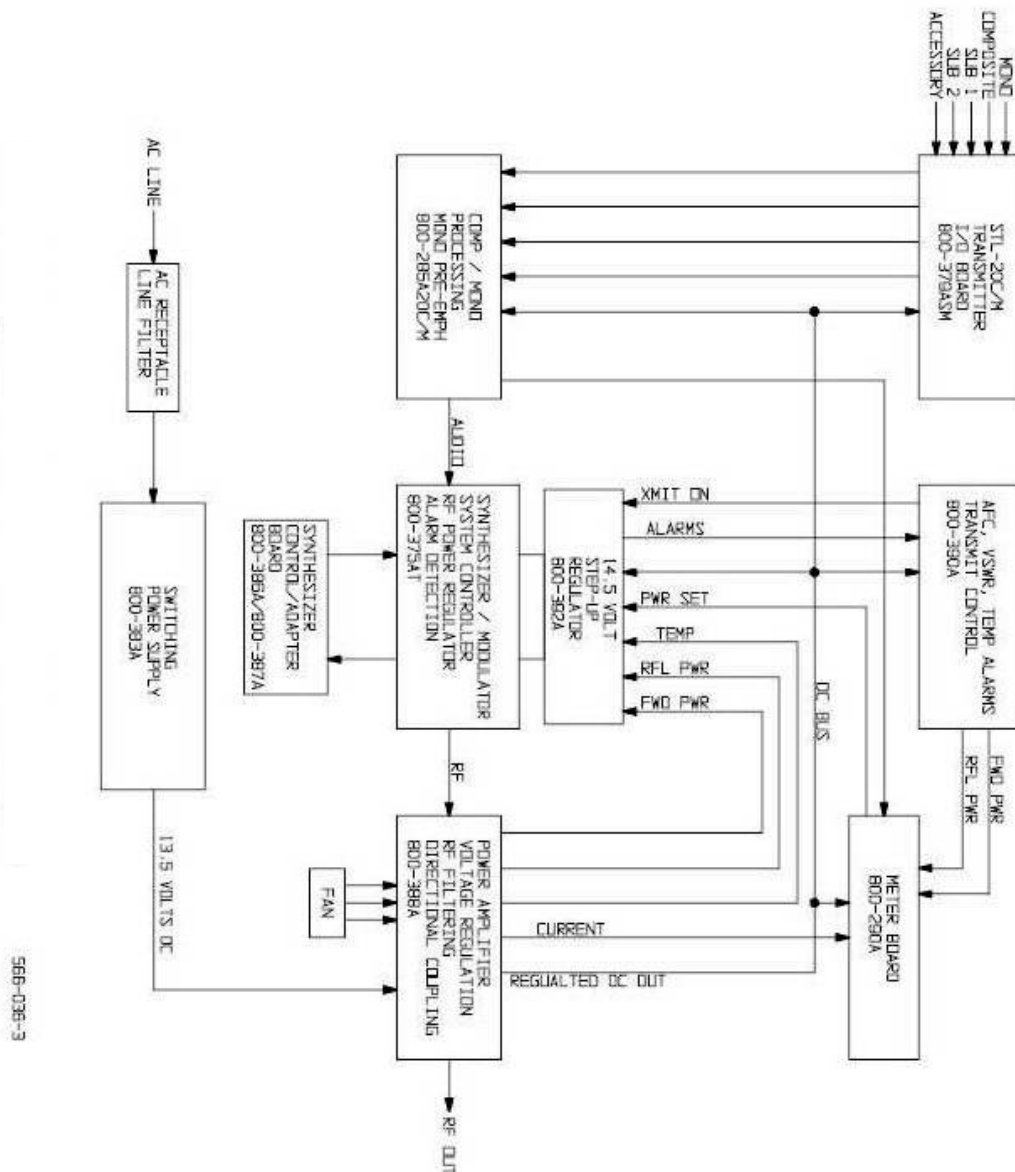 MONO
COMPOSITE
SUB 1
SUB 2
ACCESSORY
STL-20C/M
TRANSMITTER
I/O BOARD
800-379ASM
COMP / MONO
PROCESSING
MONO PRE-EMPH
800-285A20C/M
AC LINE
AC RECEPTACLE
LINE FILTER
AUDIO
AFC, VSWR, TEMP ALARMS
TRANSMIT CONTROL
800-390A
XMIT ON
ALARMS
PWR SET
TEMP
RFL PWR
FWD PWR
14.5 VOLT
STEP-UP
REGULATOR
800-392A
SYNTHESIZER / MODULATOR
SYSTEM CONTROLLER
RF POWER REGULATOR
ALARM DETECTION
800-375AT
SYNTHESIZER
CONTROL/ADAPTER
BOARD
800-386A/800-387A
SWITCHING
POWER SUPPLY
800-383A
DC BUS
FWD PWR
RFL PWR
RF
METER BOARD
800-290A
CURRENT
REGUALTED DC OUT
POWER AMPLIFIER
VOLTAGE REGULATION
RF FILTERING
DIRECTIONAL COUPLING
800-388A
FAN
13.5 VOLTS DC
RF OUT
566-036-3